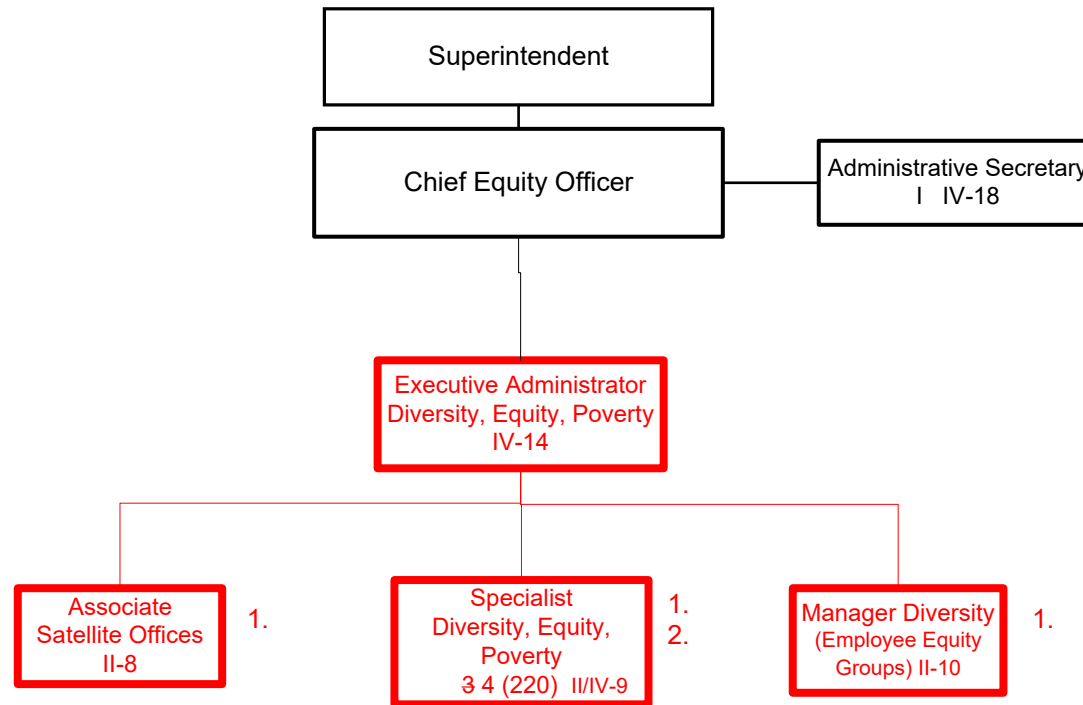 Superintendent
Chief Equity Officer
Administrative Secretary
I IV-18
Executive Administrator
Diversity, Equity, Poverty
IV-14
Associate
Satellite Offices
II-8
1.
Specialist
Diversity, Equity,
Poverty
3 4 (220) II/IV-9
1.
2.
Manager Diversity
(Employee Equity
Groups) II-10
1.